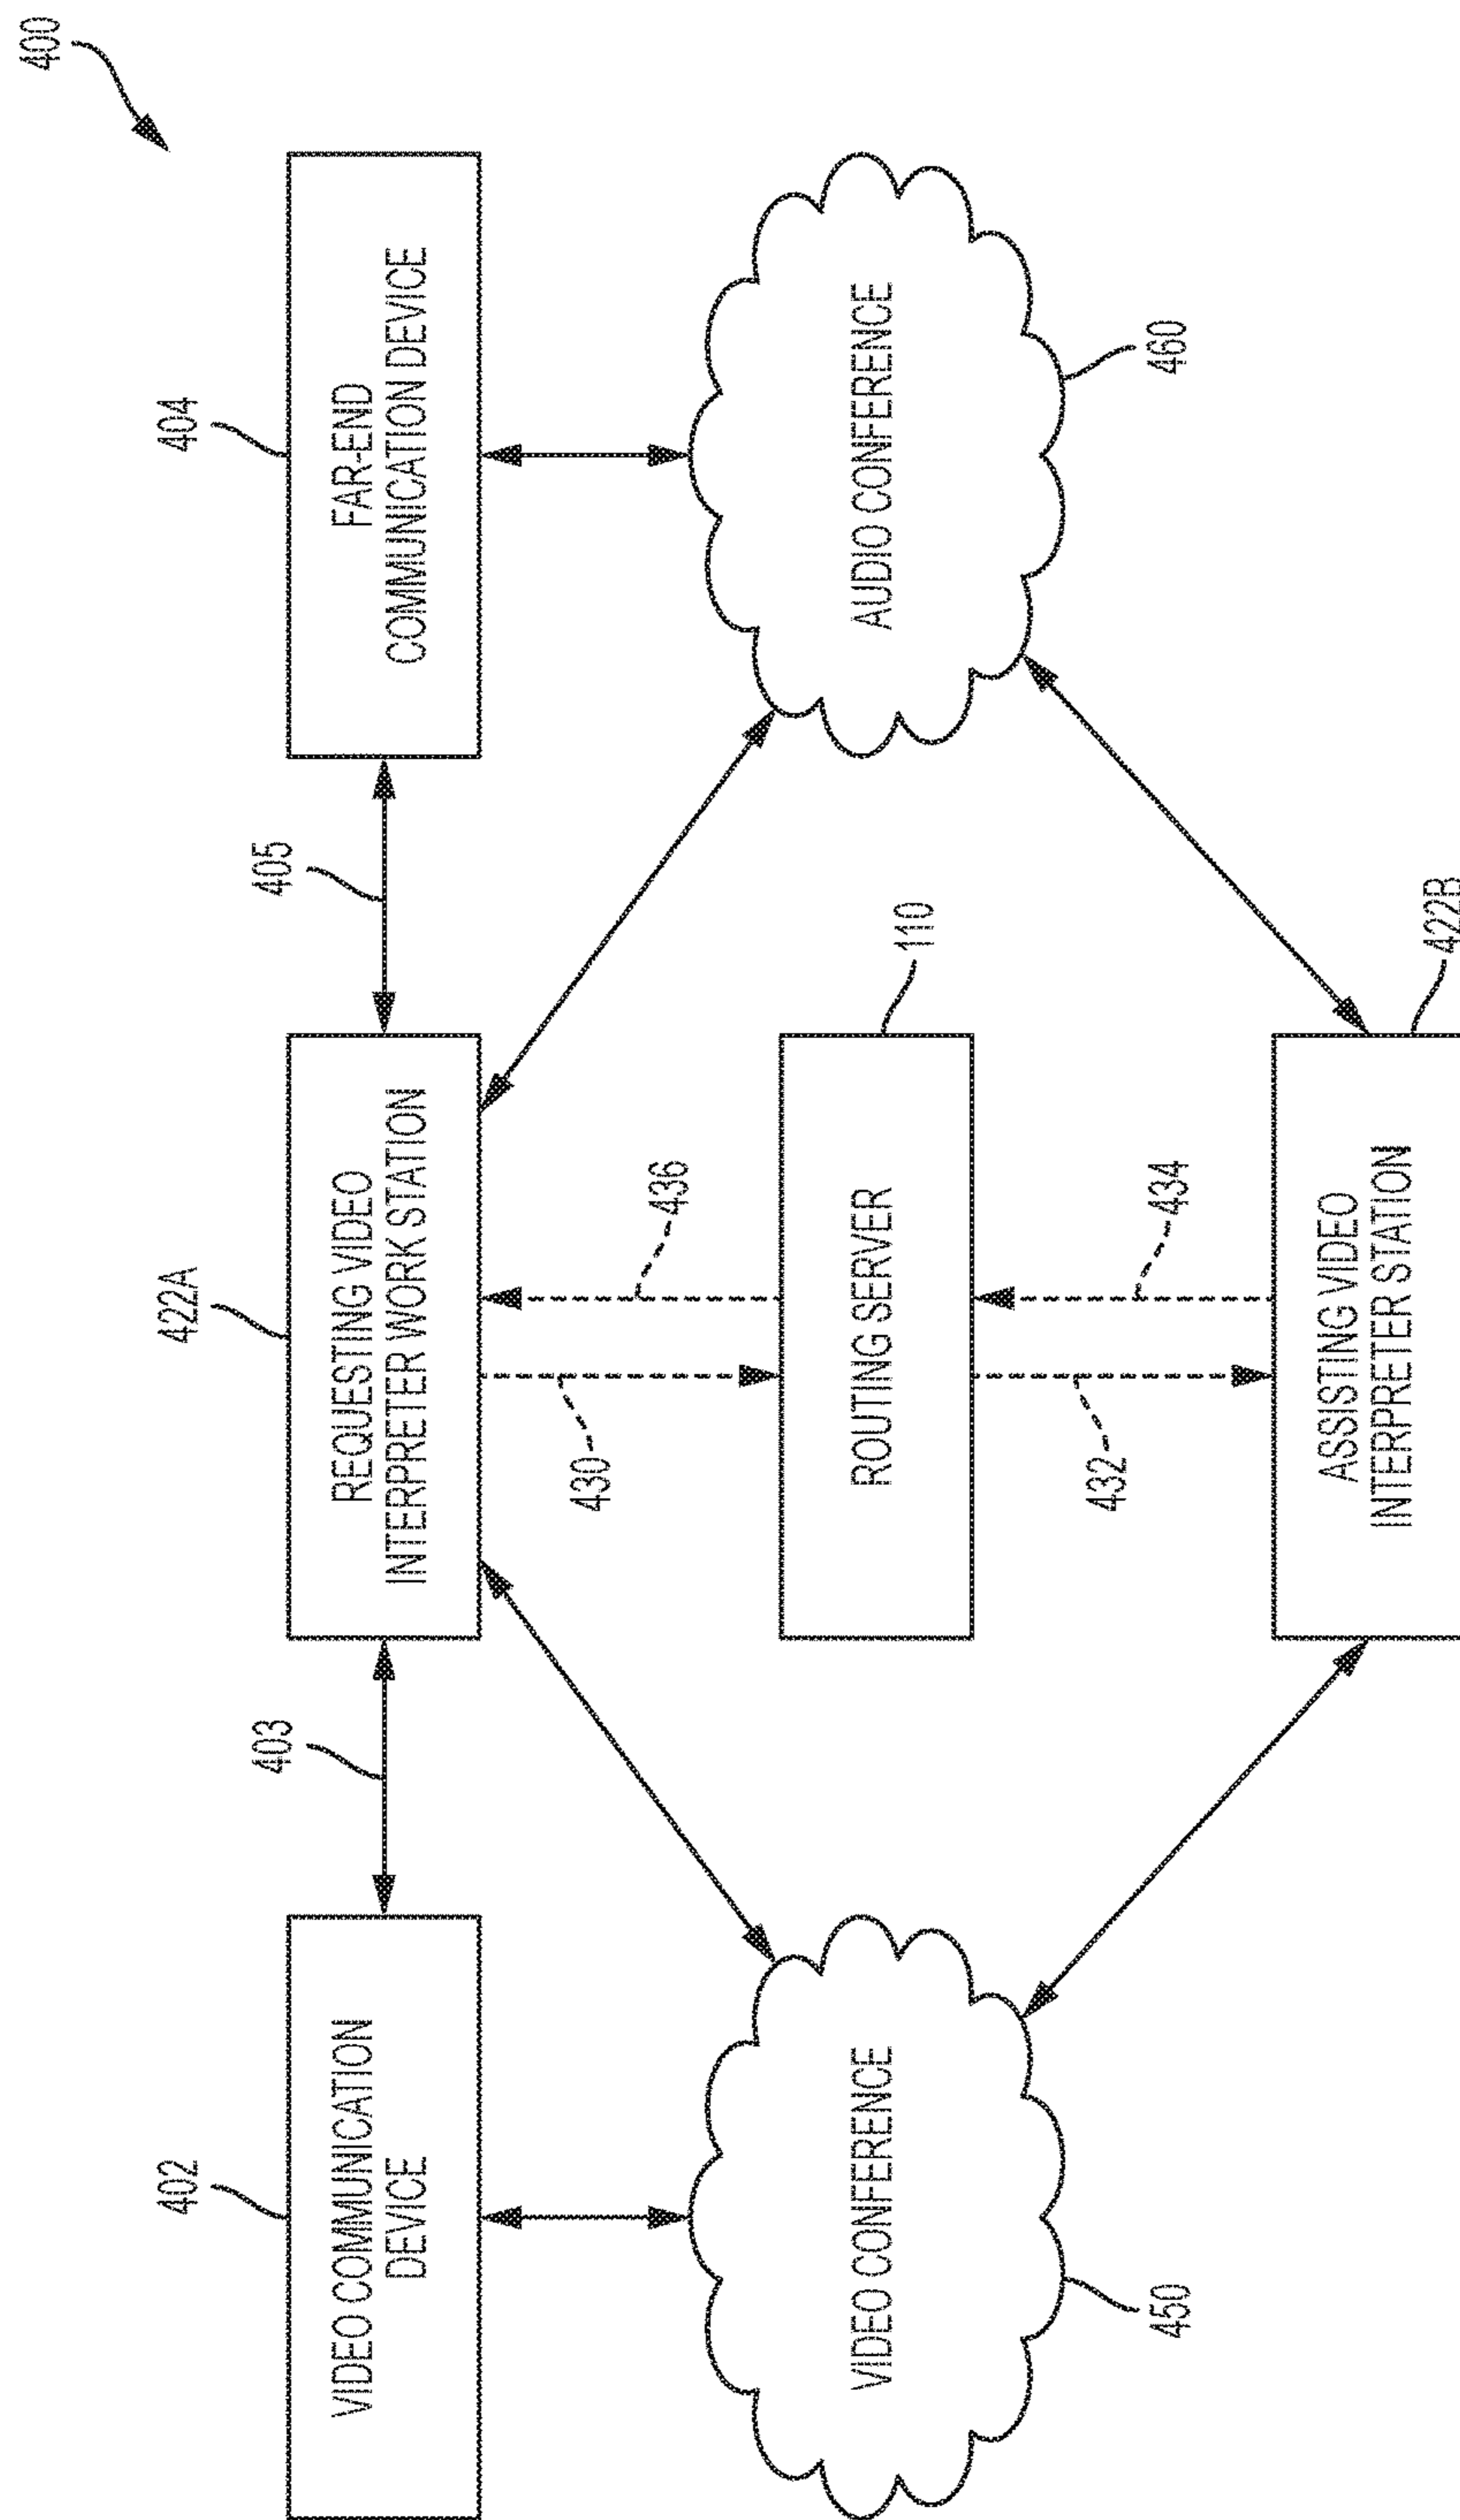 400
402
VIDEO COMMUNICATION
DEVICE
403
422A
REQUESTING VIDEO
INTERPRETER WORK STATION
405
404
FAR-END
COMMUNICATION DEVICE
430
436
VIDEO CONFERENCE
450
ROUTING SERVER
110
AUDIO CONFERENCE
460
432
434
ASSISTING VIDEO
INTERPRETER STATION
422B